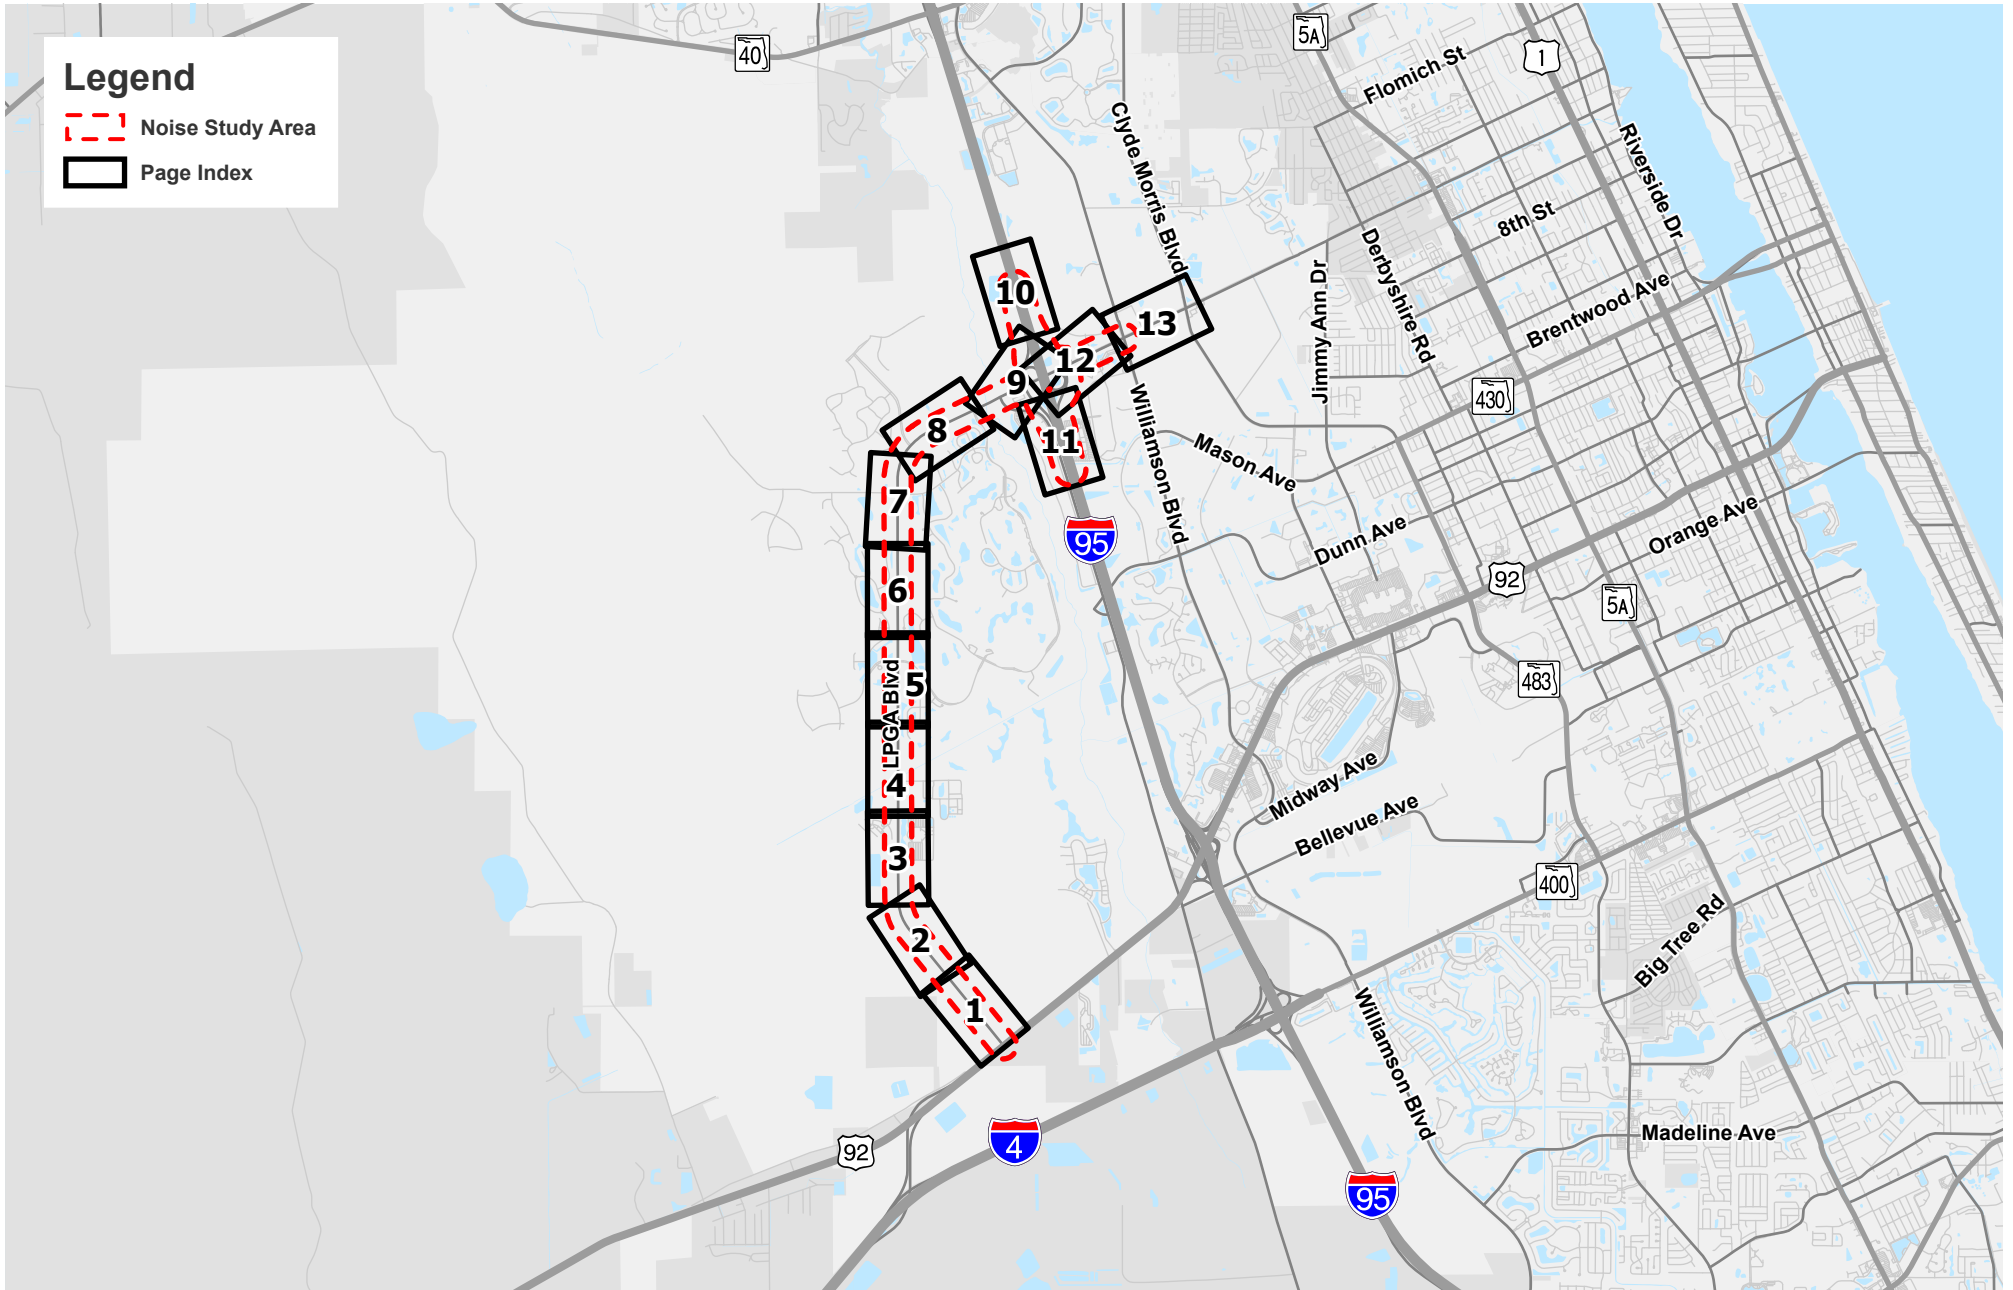 Legend
Noise Study Area
Page Index
40
5A
1
Flomich St
Clyde Morris Blvd
Riverside Dr
8th St
Derbyshire Rd
Jimmy Ann Dr
Brentwood Ave
10
13
12
9
430
8
11
Williamson Blvd
Mason Ave
7
95
Dunn Ave
Orange Ave
92
6
5A
5
LPGA Blvd
483
4
Midway Ave
Bellevue Ave
3
400
2
Big Tree Rd
1
Williamson Blvd
92
4
Madeline Ave
95